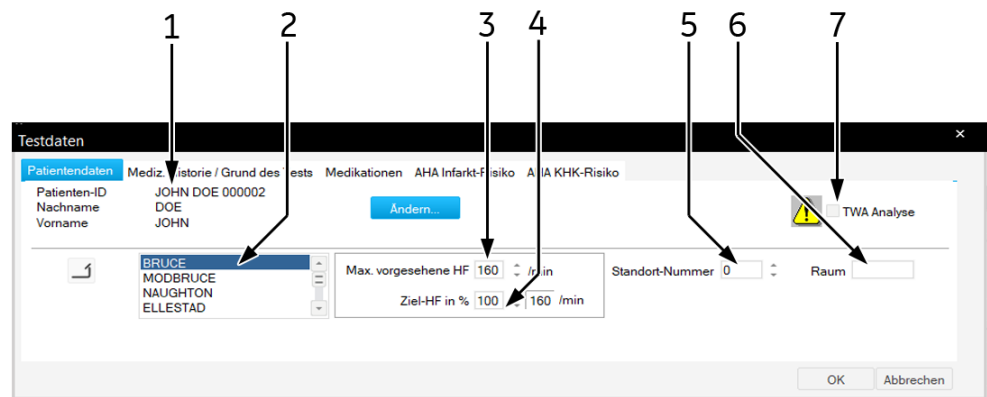 1 2 3 4 5 6 7
Testdaten ×
Patientendaten Mediz. Historie / Grund des Tests Medikationen AHA Infarkt-Risiko AHA KHK-Risiko
Patienten-ID JOHN DOE 000002
Nachname DOE
Vorname JOHN
Ändern...
TWA Analyse
BRUCE
MODBRUCE
NAUGHTON
ELLESTAD
Max. vorgesehene HF 160 /min
Ziel-HF in % 100 160 /min
Standort-Nummer 0
Raum
OK Abbrechen